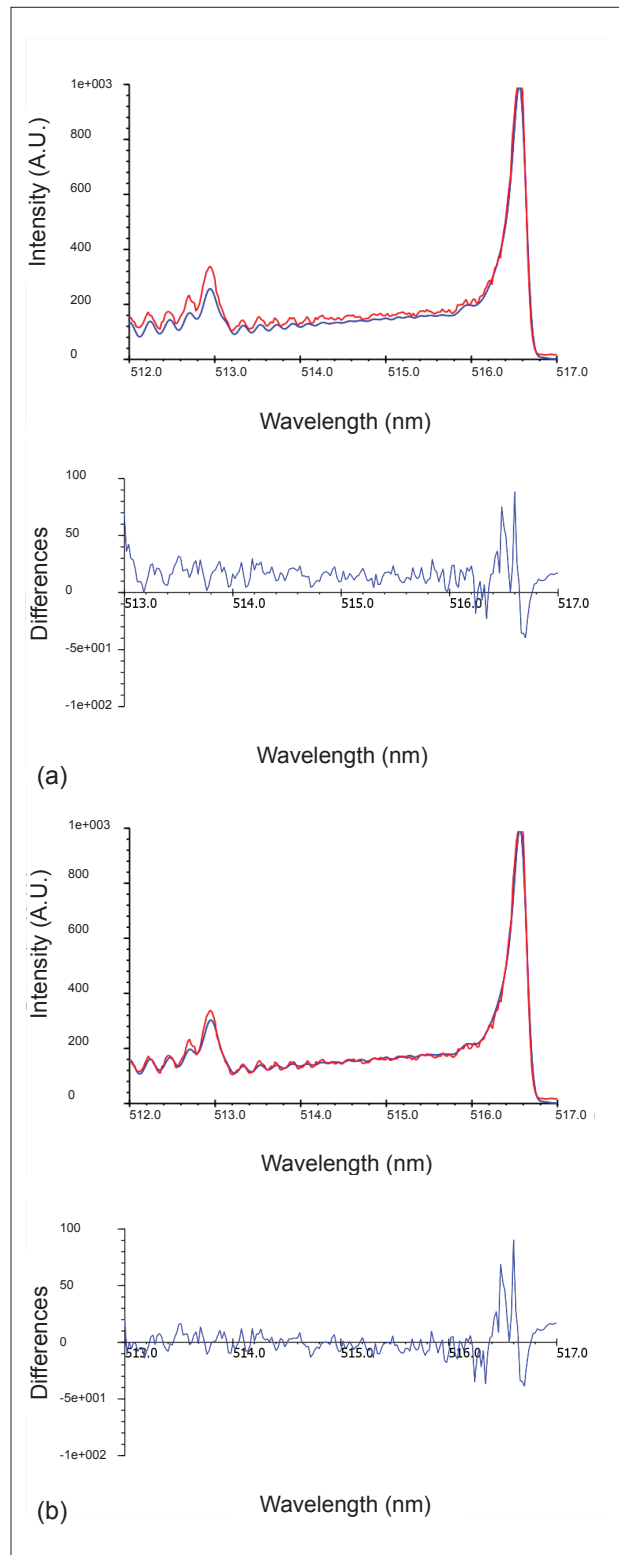 1e+003
800
600
400
200
0
Intensity (A.U.)
512.0 513.0 514.0 515.0 516.0 517.0
Wavelength (nm)
100
50
0
-5e+001
-1e+002
Differences
513.0 514.0 515.0 516.0 517.0
Wavelength (nm)
(a)
1e+003
800
600
400
200
0
Intensity (A.U.)
512.0 513.0 514.0 515.0 516.0 517.0
Wavelength (nm)
100
50
0
-5e+001
-1e+002
Differences
513.0 514.0 515.0 516.0 517.0
Wavelength (nm)
(b)